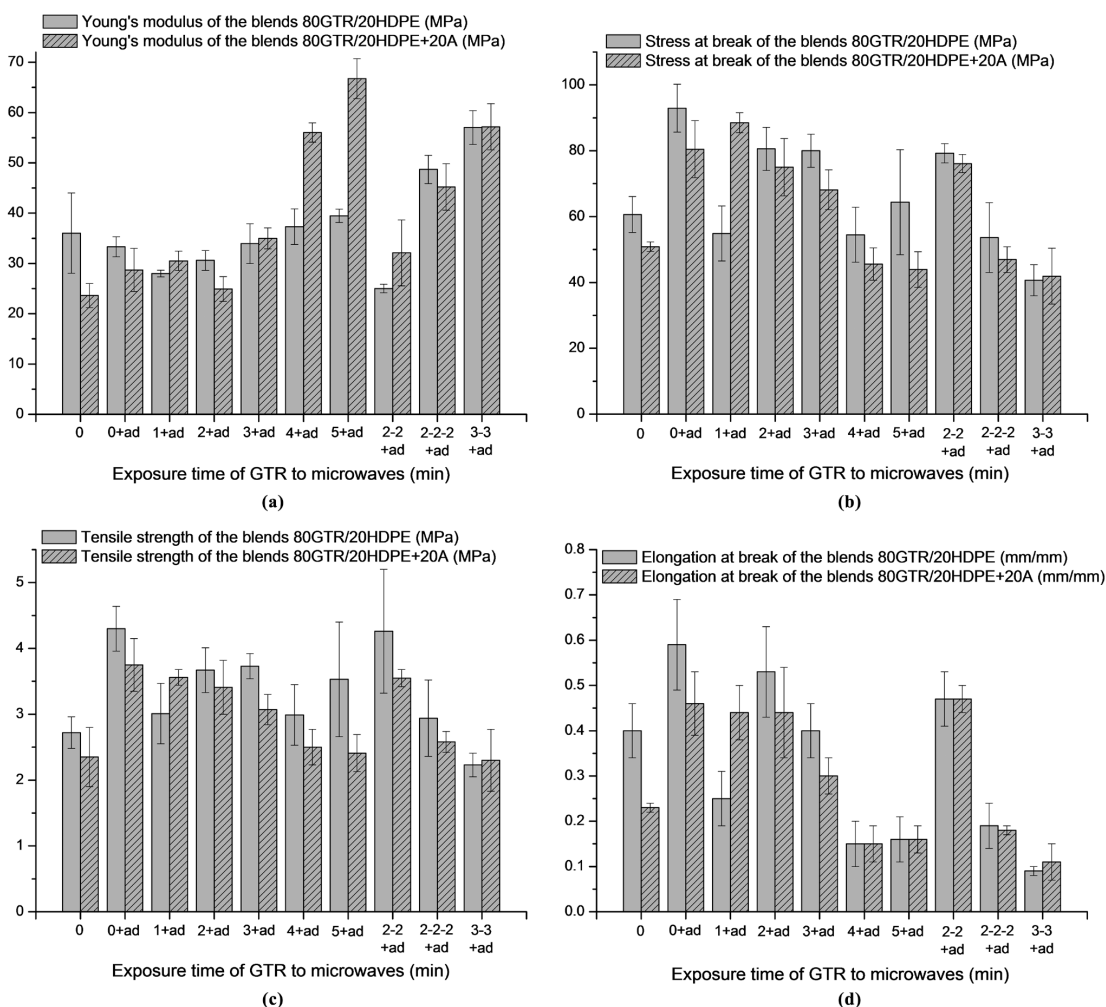 Young's modulus of the blends 80GTR/20HDPE (MPa)
Young's modulus of the blends 80GTR/20HDPE+20A (MPa)
70
60
50
40
30
20
10
0
0 0+ad 1+ad 2+ad 3+ad 4+ad 5+ad 2-2 2-2-2 3-3
+ad +ad +ad
Exposure time of GTR to microwaves (min)
(a)
Stress at break of the blends 80GTR/20HDPE (MPa)
Stress at break of the blends 80GTR/20HDPE+20A (MPa)
100
80
60
40
20
0
0 0+ad 1+ad 2+ad 3+ad 4+ad 5+ad 2-2 2-2-2 3-3
+ad +ad +ad
Exposure time of GTR to microwaves (min)
(b)
Tensile strength of the blends 80GTR/20HDPE (MPa)
Tensile strength of the blends 80GTR/20HDPE+20A (MPa)
5
4
3
2
1
0
0 0+ad 1+ad 2+ad 3+ad 4+ad 5+ad 2-2 2-2-2 3-3
+ad +ad +ad
Exposure time of GTR to microwaves (min)
(c)
0.8
Elongation at break of the blends 80GTR/20HDPE (mm/mm)
Elongation at break of the blends 80GTR/20HDPE+20A (mm/mm)
0.7
0.6
0.5
0.4
0.3
0.2
0.1
0.0
0 0+ad 1+ad 2+ad 3+ad 4+ad 5+ad 2-2 2-2-2 3-3
+ad +ad +ad
Exposure time of GTR to microwaves (min)
(d)